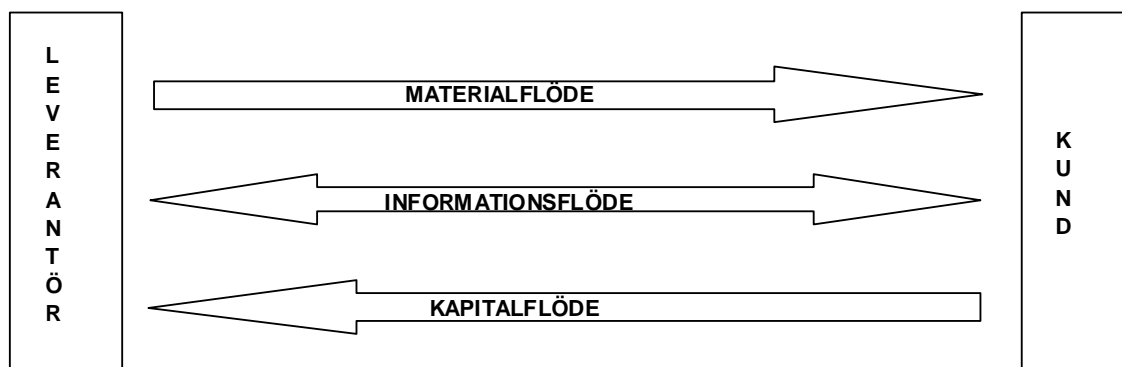 LEVERANTÖR
MATERIALFLÖDE
INFORMATIONSFLÖDE
KAPITALFLÖDE
KUND